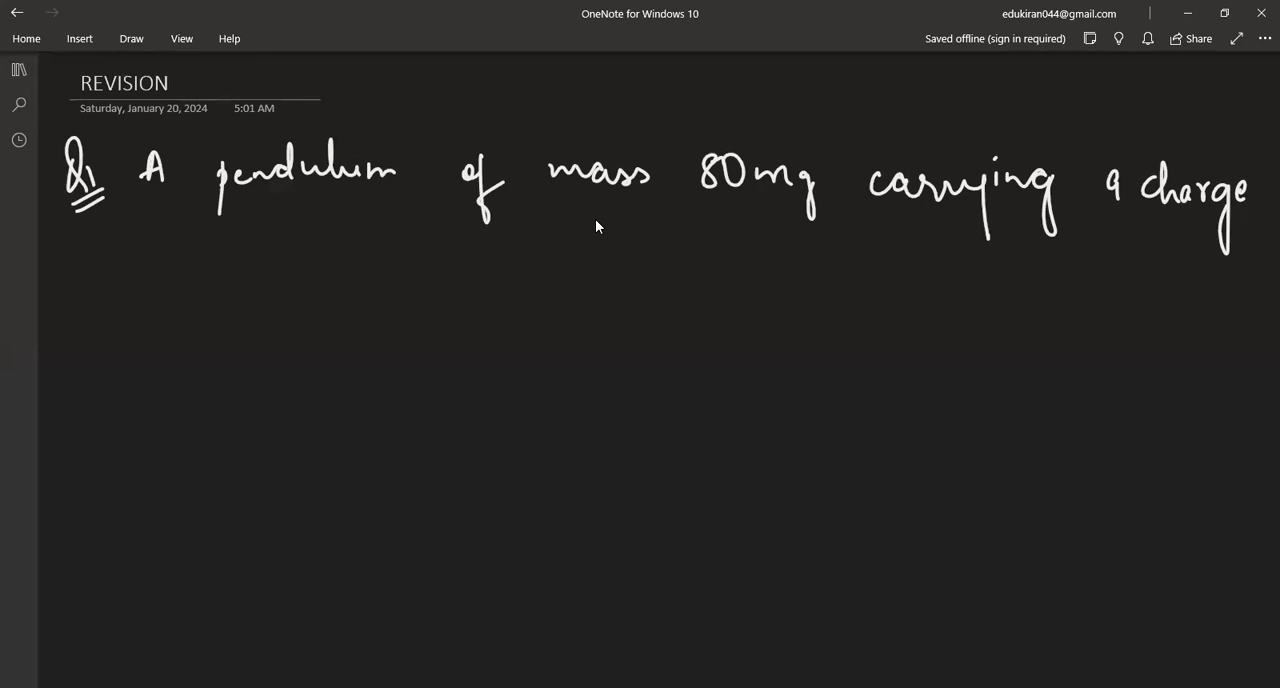 OneNote for Windows 10
edukiran044@gmail.com
Home Insert Draw View Help
Saved offline (sign in required)
Share
REVISION
Saturday, January 20, 2024 5:01 AM
Q1 A pendulum of mass 80mg carrying a charge